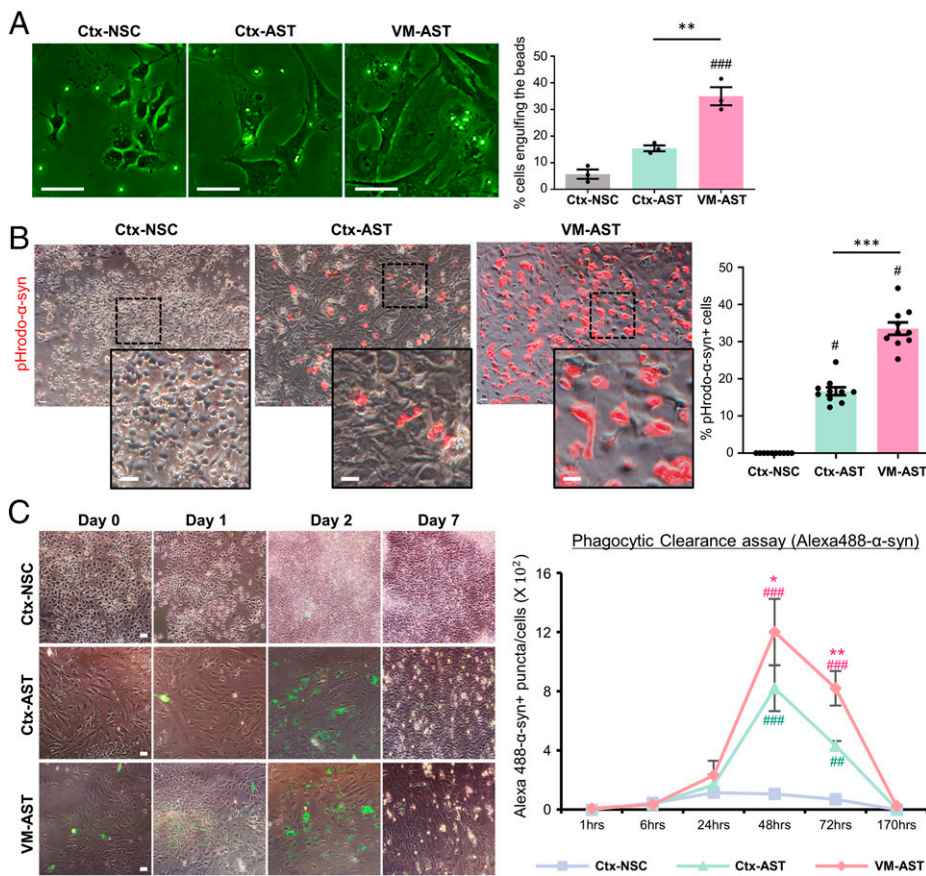 A
Ctx-NSC Ctx-AST VM-AST
% cells engulfing the beads
50
40
30
20
10
0
**
###
Ctx-NSC Ctx-AST VM-AST
B
Ctx-NSC Ctx-AST VM-AST
pHrodo-α-syn
% pHrodo-α-syn+ cells
50
40
30
20
10
0
***
#
#
Ctx-NSC Ctx-AST VM-AST
C
Day 0 Day 1 Day 2 Day 7
Ctx-NSC
Ctx-AST
VM-AST
Phagocytic Clearance assay (Alexa488-α-syn)
Alexa 488-α-syn+ puncta/cells (X 10²)
16
12
8
4
0
*
###
###
**
###
##
1hrs 6hrs 24hrs 48hrs 72hrs 170hrs
Ctx-NSC Ctx-AST VM-AST